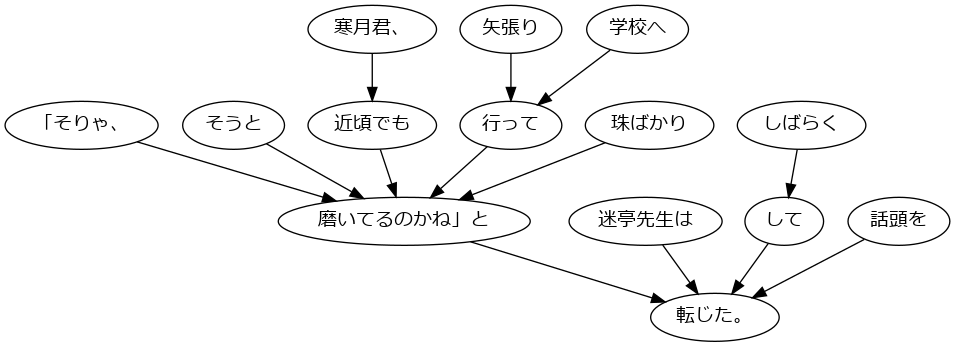 寒月君、 矢張り 学校へ
「そりゃ、 そうと 近頃でも 行って 珠ばかり しばらく
磨いてるのかね」と 迷亭先生は して 話頭を
転じた。